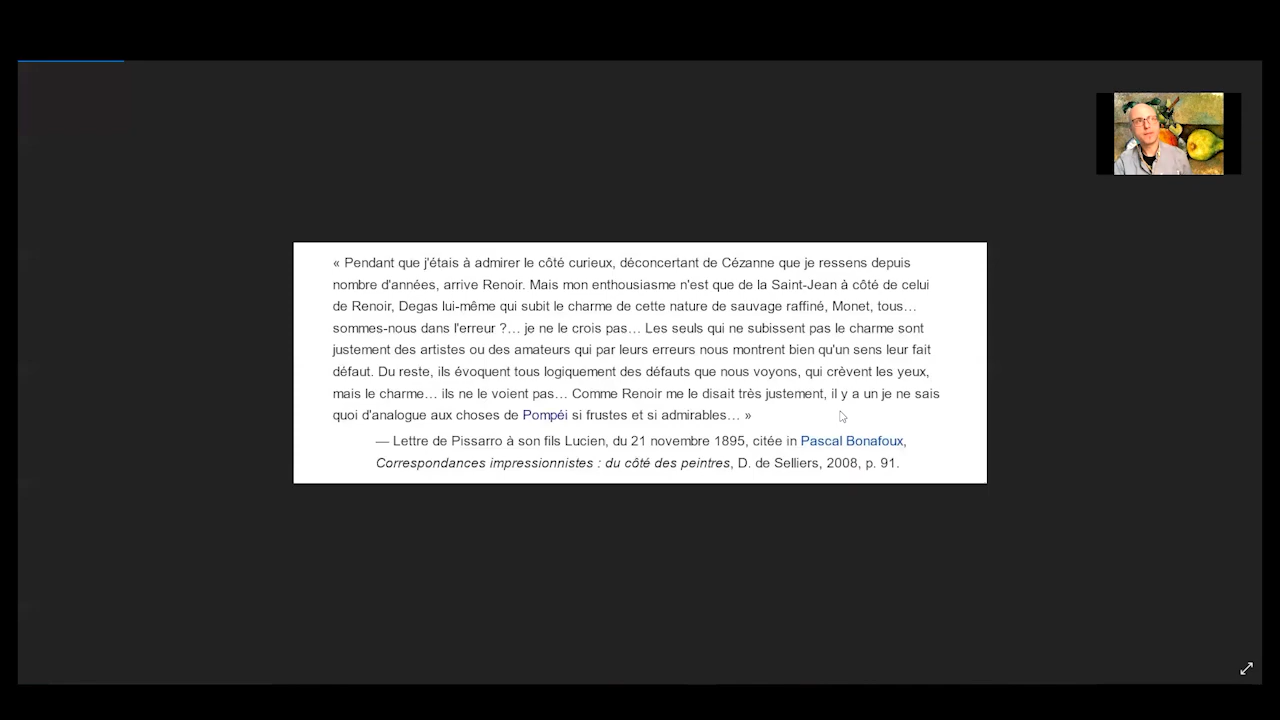 « Pendant que j'étais à admirer le côté curieux, déconcertant de Cézanne que je ressens depuis
nombre d'années, arrive Renoir. Mais mon enthousiasme n'est que de la Saint-Jean à côté de celui
de Renoir, Degas lui-même qui subit le charme de cette nature de sauvage raffiné, Monet, tous…
sommes-nous dans l'erreur ?… je ne le crois pas… Les seuls qui ne subissent pas le charme sont
justement des artistes ou des amateurs qui par leurs erreurs nous montrent bien qu'un sens leur fait
défaut. Du reste, ils évoquent tous logiquement des défauts que nous voyons, qui crèvent les yeux,
mais le charme… ils ne le voient pas… Comme Renoir me le disait très justement, il y a un je ne sais
quoi d'analogue aux choses de Pompéi si frustes et si admirables… »
— Lettre de Pissarro à son fils Lucien, du 21 novembre 1895, citée in Pascal Bonafoux,
Correspondances impressionnistes : du côté des peintres, D. de Selliers, 2008, p. 91.